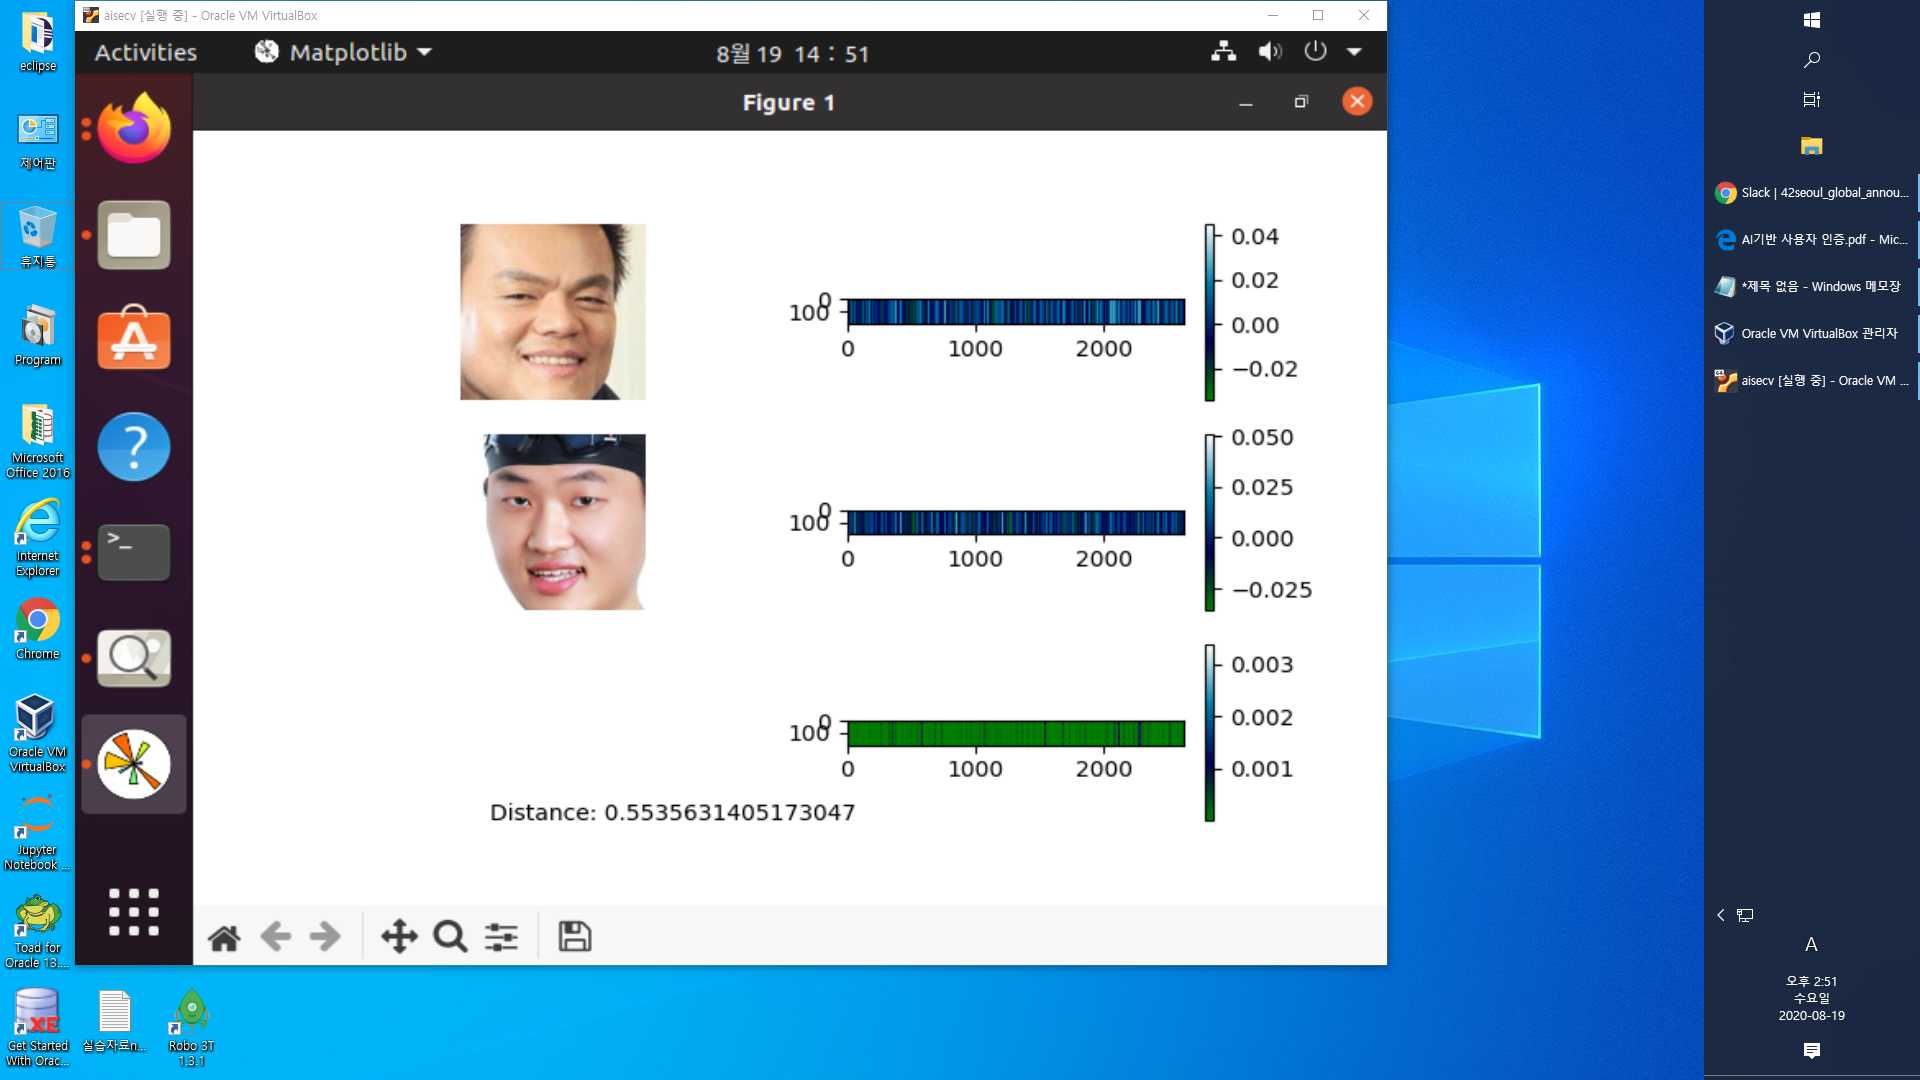 aisecv [실행 중] - Oracle VM VirtualBox
Activities
Matplotlib
8월 19 14 : 51
Figure 1
eclipse
제어판
휴지통
Program
Microsoft
Office 2016
Internet
Explorer
Chrome
Oracle VM
VirtualBox
Jupyter
Notebook ...
Toad for
Oracle 13....
Get Started
With Orac...
실습자료n...
Robo 3T
1.3.1
0
100
0 1000 2000
0.04
0.02
0.00
−0.02
0
100
0 1000 2000
0.050
0.025
0.000
−0.025
0
100
0 1000 2000
0.003
0.002
0.001
Distance: 0.5535631405173047
Slack | 42seoul_global_annou...
AI기반 사용자 인증.pdf - Mic...
*제목 없음 - Windows 메모장
Oracle VM VirtualBox 관리자
aisecv [실행 중] - Oracle VM ...
A
오후 2:51
수요일
2020-08-19